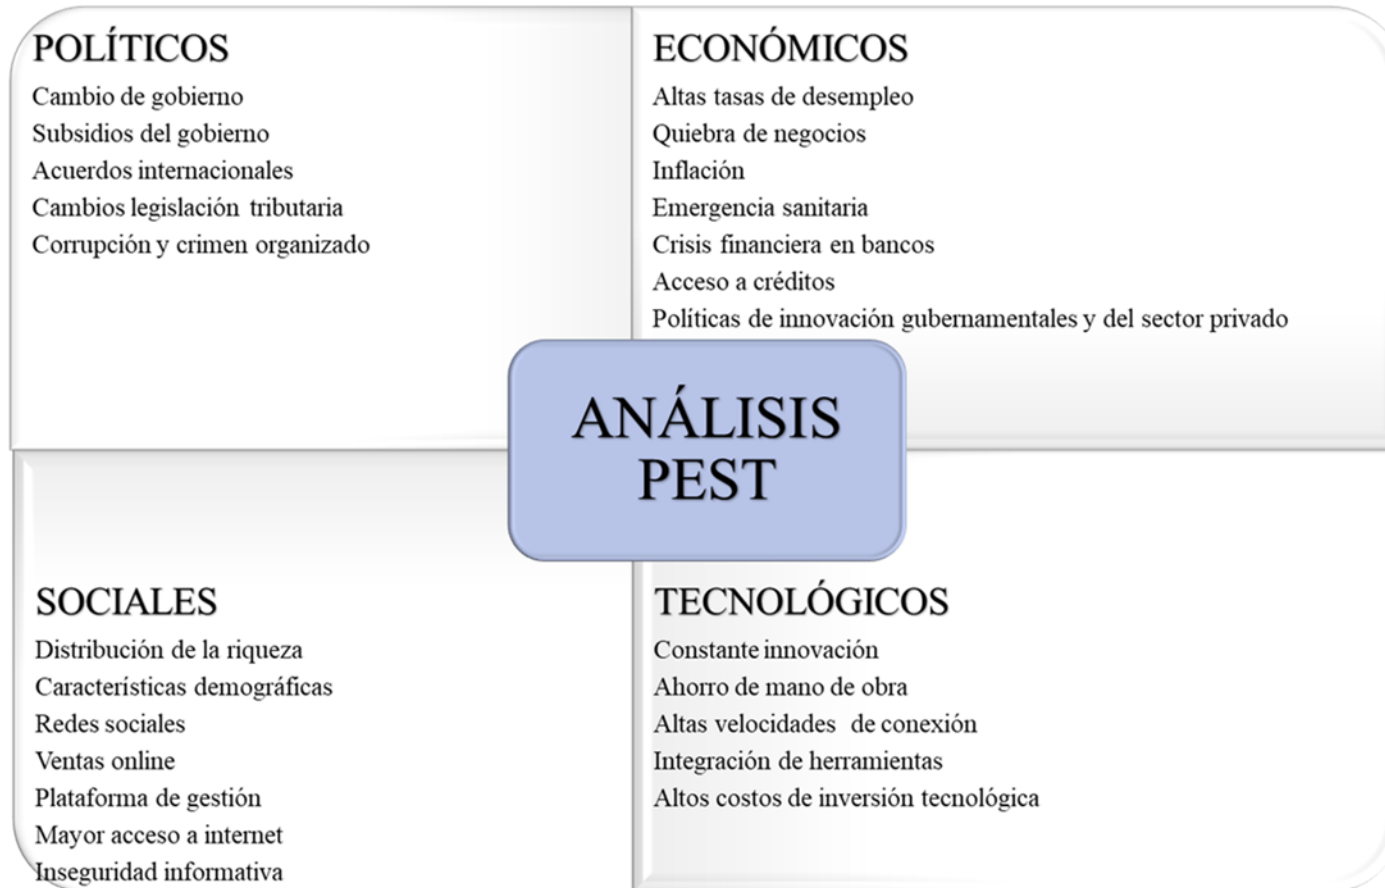 POLÍTICOS
Cambio de gobierno
Subsidios del gobierno
Acuerdos internacionales
Cambios legislación tributaria
Corrupción y crimen organizado
ECONÓMICOS
Altas tasas de desempleo
Quiebra de negocios
Inflación
Emergencia sanitaria
Crisis financiera en bancos
Acceso a créditos
Políticas de innovación gubernamentales y del sector privado
ANÁLISIS
PEST
SOCIALES
Distribución de la riqueza
Características demográficas
Redes sociales
Ventas online
Plataforma de gestión
Mayor acceso a internet
Inseguridad informativa
TECNOLÓGICOS
Constante innovación
Ahorro de mano de obra
Altas velocidades de conexión
Integración de herramientas
Altos costos de inversión tecnológica